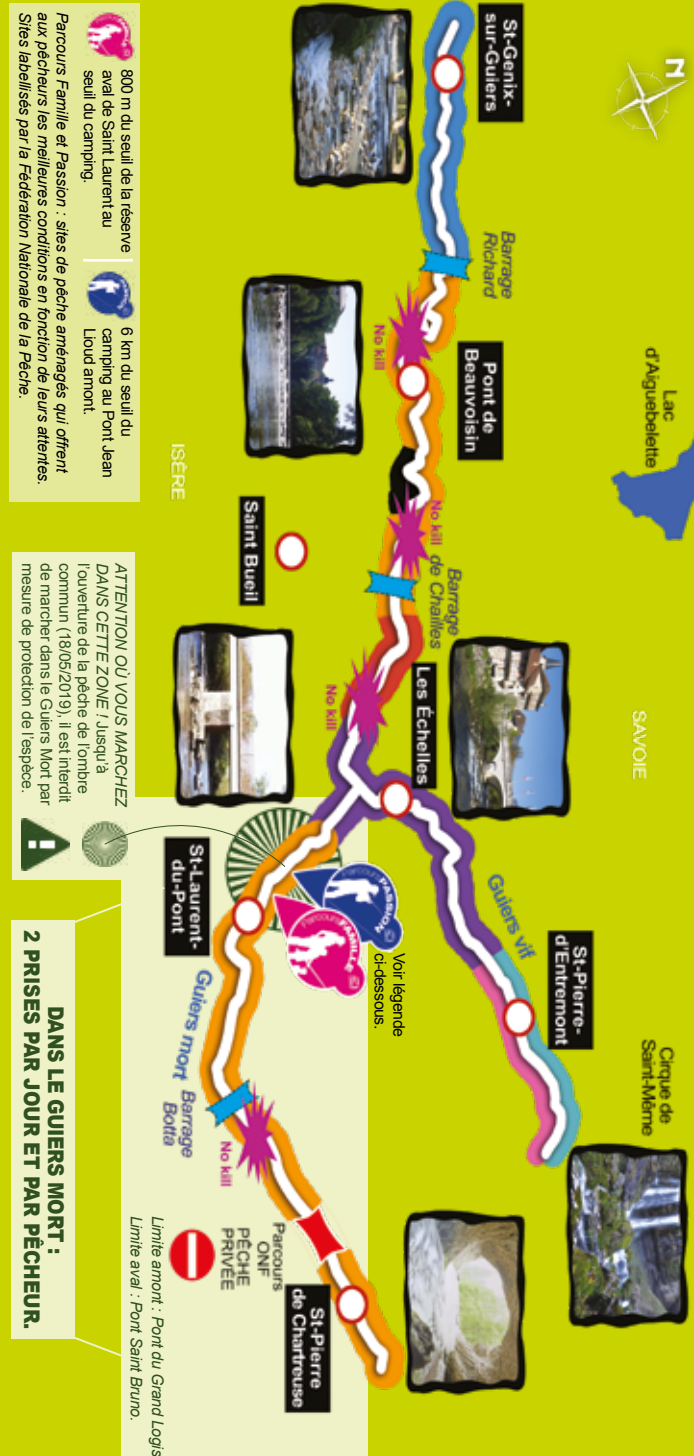 N
Lac
d'Aiguebelette
SAVOIE
Cirque de
Saint-Même
St-Genix-
sur-Guiers
Barrage
Richard
No kill
Pont de
Beauvoisin
No kill
Barrage
de Chailles
Les Échelles
No kill
Guiers vif
St-Pierre-
d'Entremont
Saint Bueil
ISÈRE
Parcours PASSION
Parcours FAMILLE
Voir légende
ci-dessous.
St-Laurent-
du-Pont
Guiers mort
Barrage
Botta
No kill
Parcours
ONF
PÊCHE
PRIVÉE
St-Pierre
de Chartreuse
Limite amont : Pont du Grand Logis
Limite aval : Pont Saint Bruno.
800 m du seuil de la réserve
aval de Saint Laurent au
seuil du camping.
6 km du seuil du
camping au Pont Jean
Lioud amont.
Parcours Famille et Passion : sites de pêche aménagés qui offrent
aux pêcheurs les meilleures conditions en fonction de leurs attentes.
Sites labellisés par la Fédération Nationale de la Pêche.
ATTENTION OÙ VOUS MARCHEZ
DANS CETTE ZONE ! Jusqu'à
l'ouverture de la pêche de l'ombre
commun (18/05/2019), il est interdit
de marcher dans le Guiers Mort par
mesure de protection de l'espèce.
DANS LE GUIERS MORT :
2 PRISES PAR JOUR ET PAR PÊCHEUR.